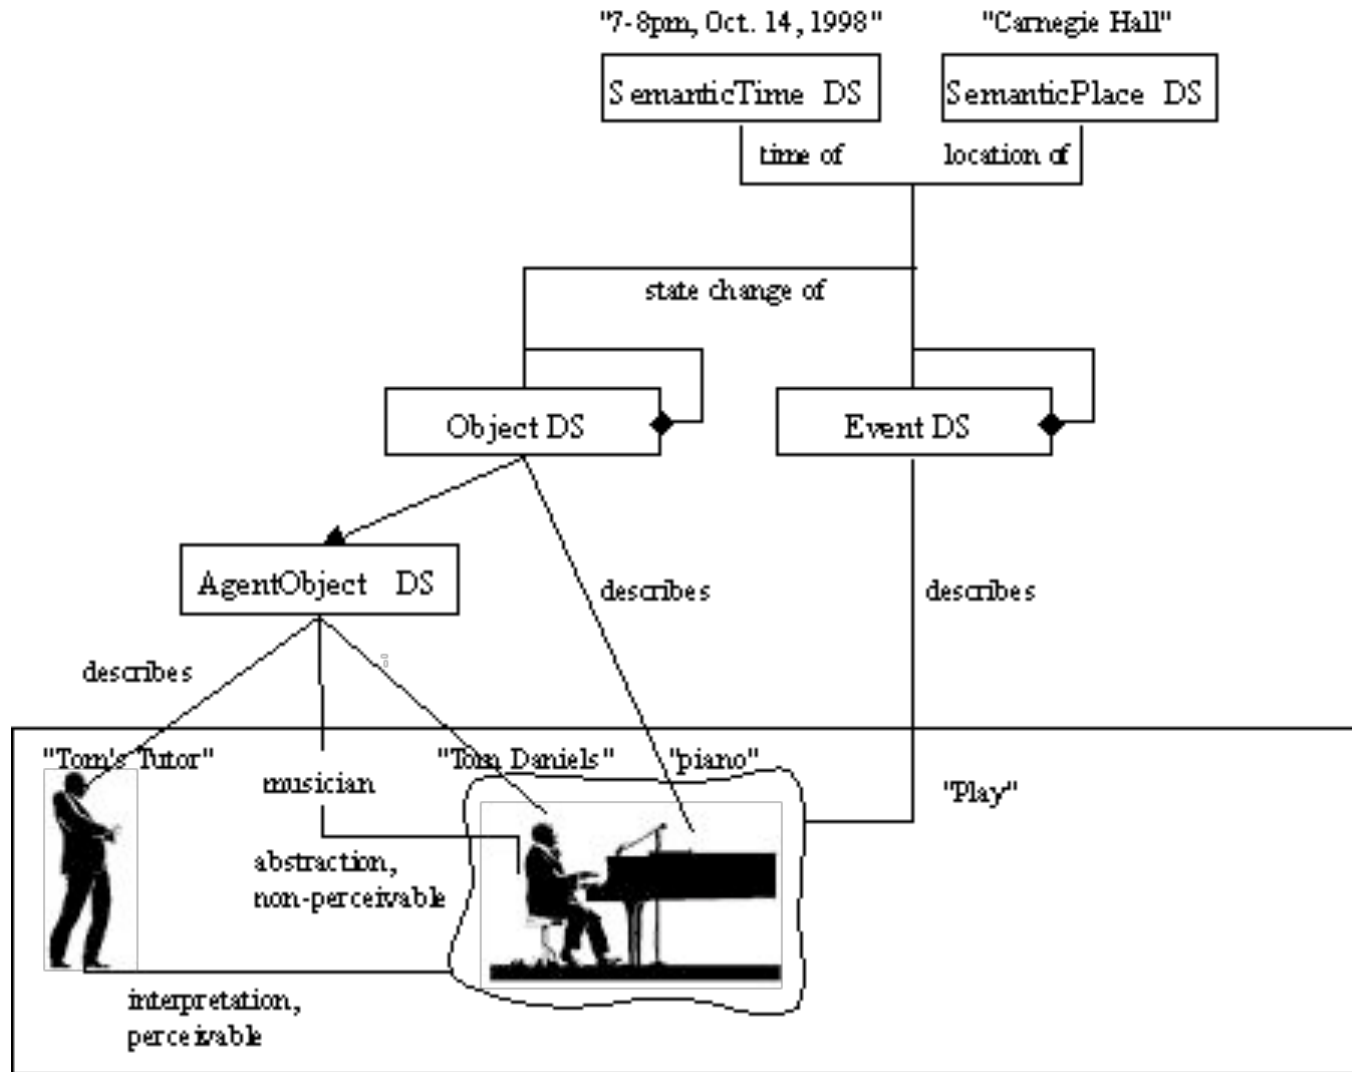 "7-8pm, Oct. 14, 1998"
"Carnegie Hall"
SemanticTime DS
SemanticPlace DS
time of
location of
state change of
Object DS
Event DS
AgentObject DS
describes
describes
describes
"Tom's Tutor"
"Tom Daniels"
"piano"
musician
"Play"
abstraction,
non-perceivable
interpretation,
perceivable